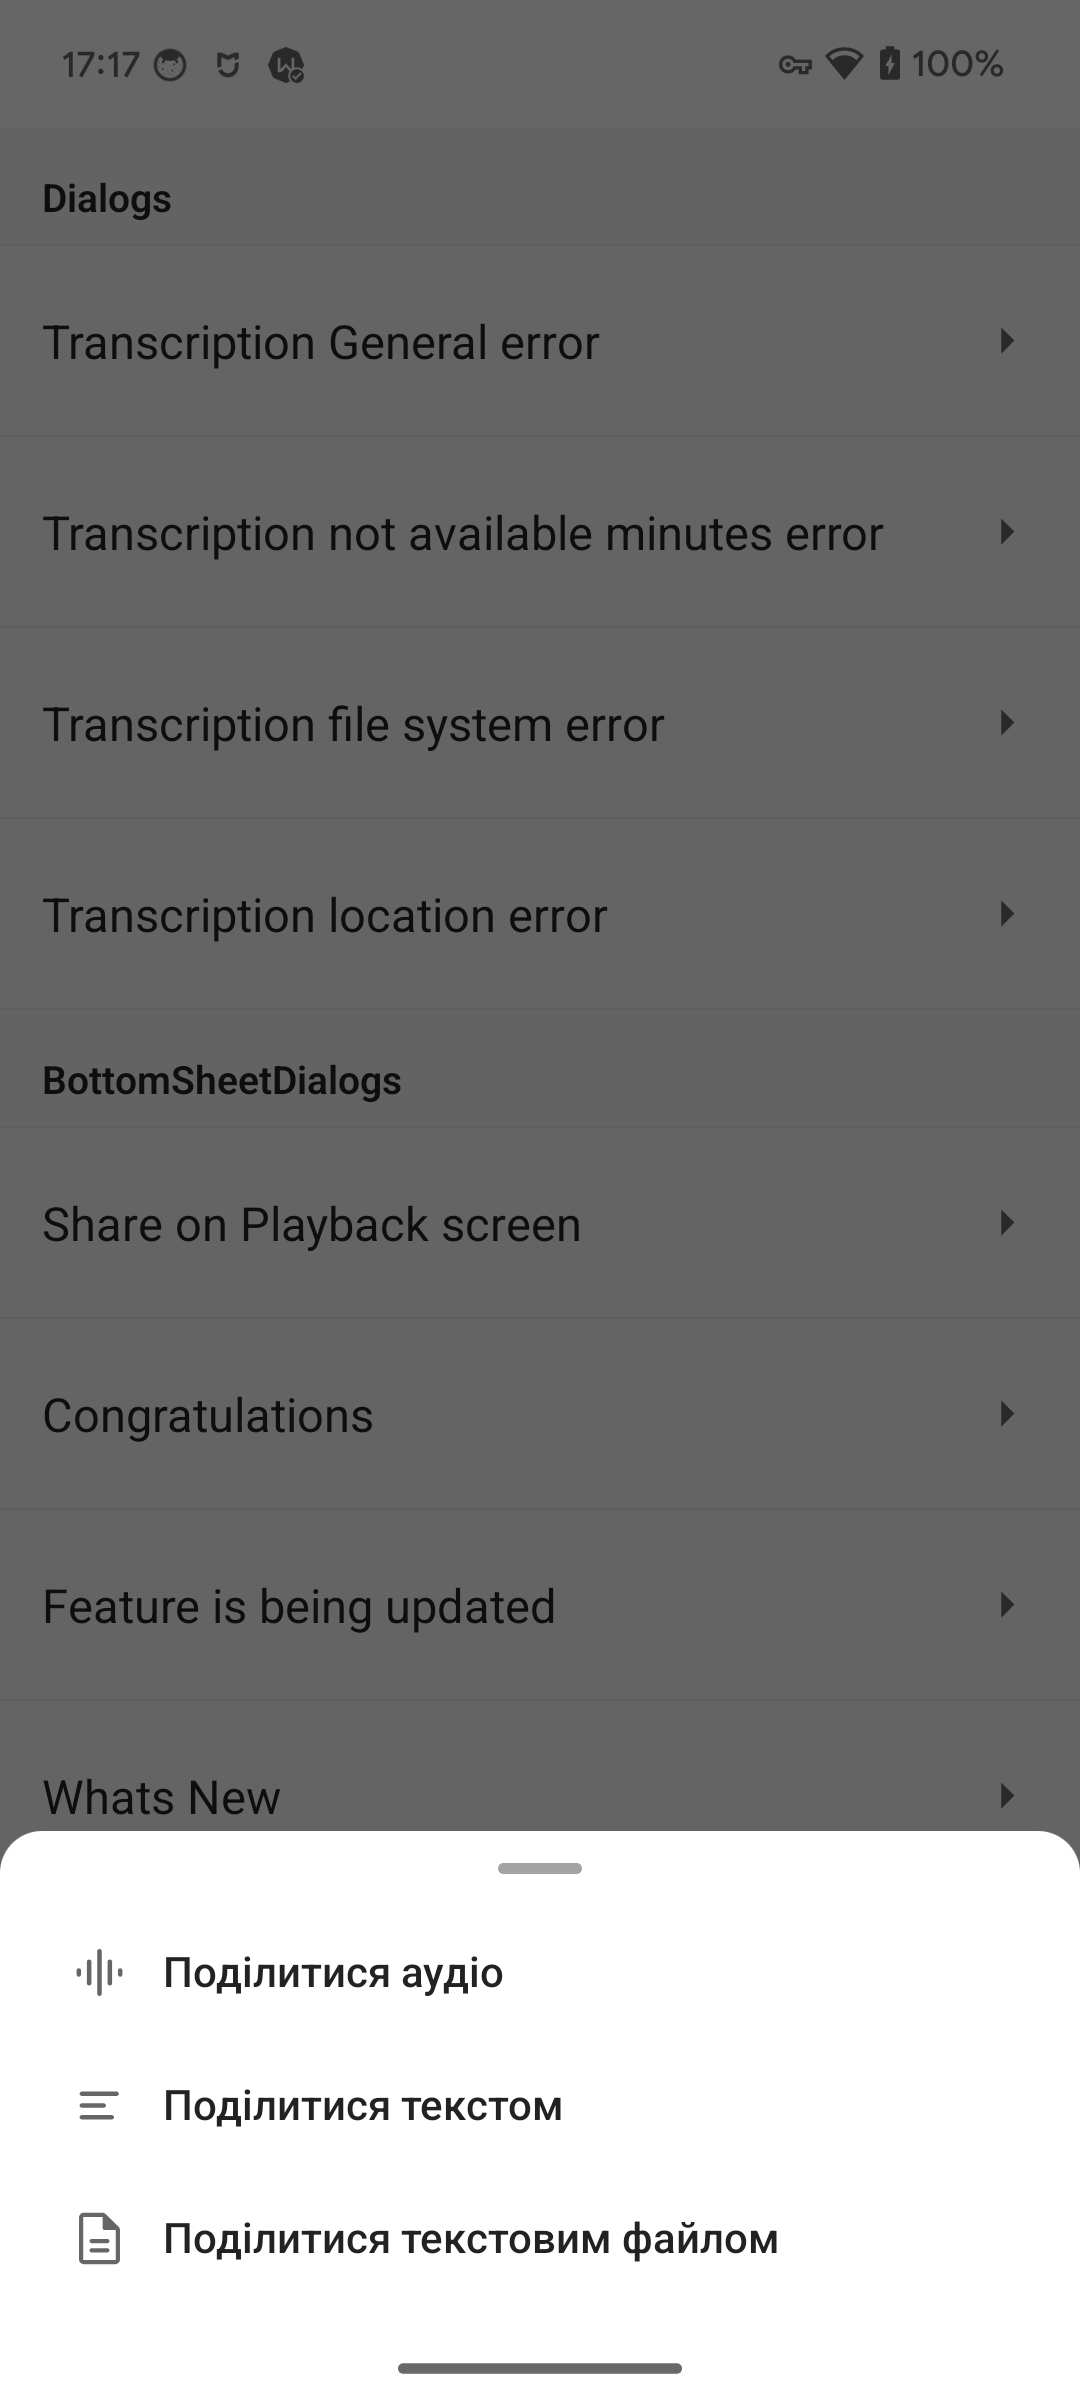 17:17 100%
Dialogs
Transcription General error
Transcription not available minutes error
Transcription file system error
Transcription location error
BottomSheetDialogs
Share on Playback screen
Congratulations
Feature is being updated
Whats New
Поділитися аудіо
Поділитися текстом
Поділитися текстовим файлом